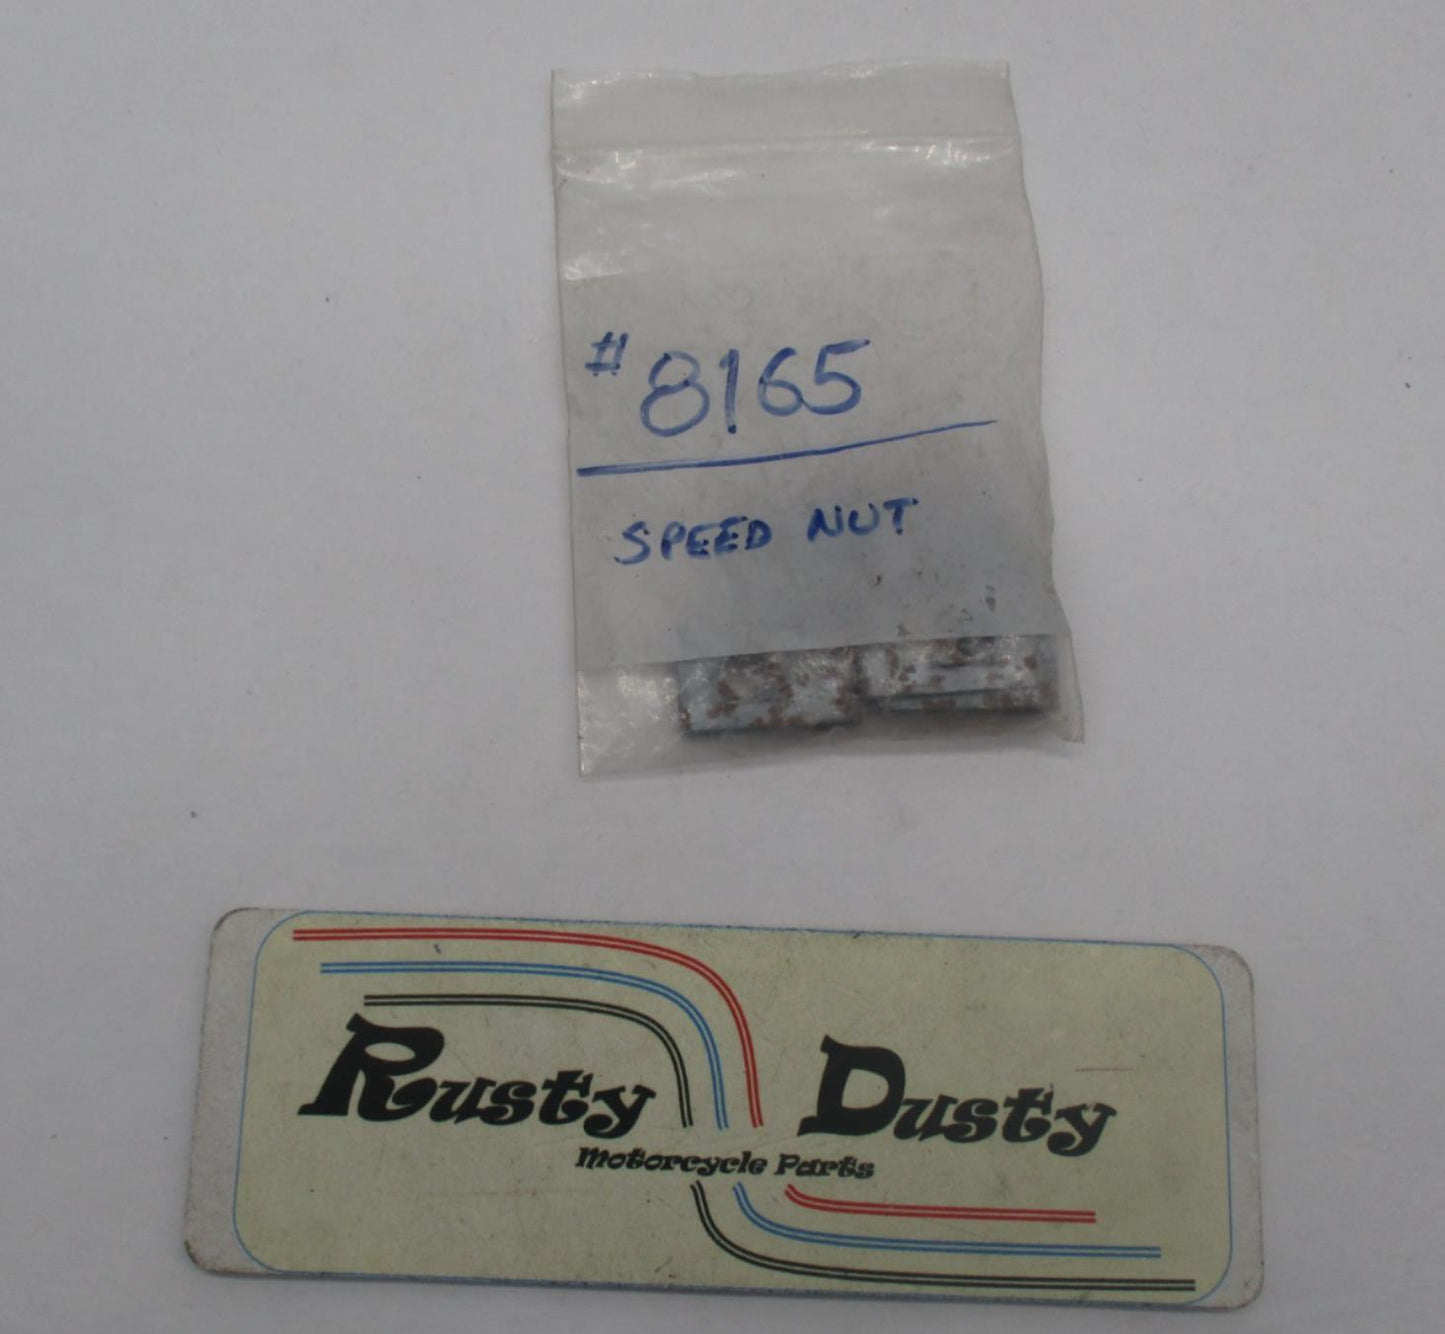 # 8165
SPEED NUT
Rusty Dusty
Motorcycle Parts